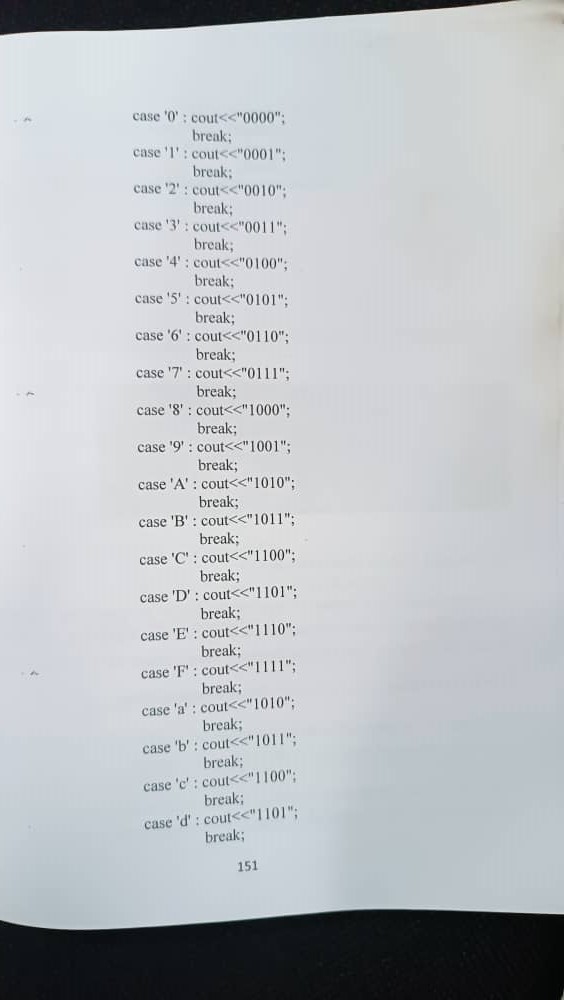 case '0' : cout<<"0000";
break;
case '1' : cout<<"0001";
break;
case '2' : cout<<"0010";
break;
case '3' : cout<<"0011";
break;
case '4' : cout<<"0100";
break;
case '5' : cout<<"0101";
break;
case '6' : cout<<"0110";
break;
case '7' : cout<<"0111";
break;
case '8' : cout<<"1000";
break;
case '9' : cout<<"1001";
break;
case 'A' : cout<<"1010";
break;
case 'B' : cout<<"1011";
break;
case 'C' : cout<<"1100";
break;
case 'D' : cout<<"1101";
break;
case 'E' : cout<<"1110";
break;
case 'F' : cout<<"1111";
break;
case 'a' : cout<<"1010";
break;
case 'b' : cout<<"1011";
break;
case 'c' : cout<<"1100";
break;
case 'd' : cout<<"1101";
break;
151